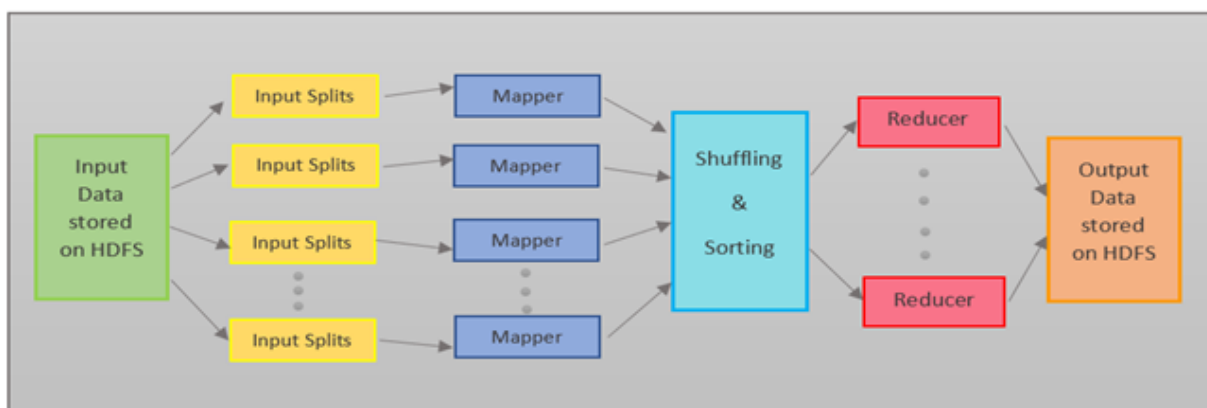 Input
Data
stored
on HDFS
Input Splits
Input Splits
Input Splits
Input Splits
Mapper
Mapper
Mapper
Mapper
Shuffling
&
Sorting
Reducer
Reducer
Output
Data
stored
on HDFS